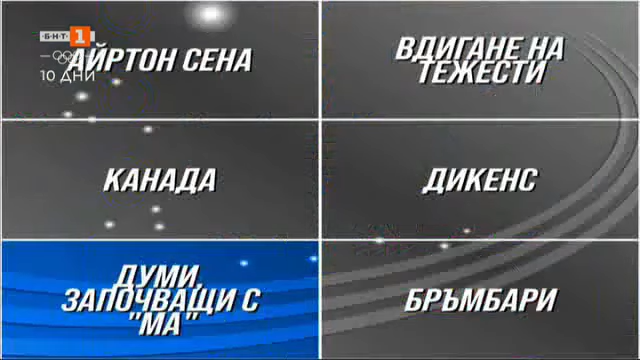 БНТ 1
10 ДНИ
АЙРТОН СЕНА
ВДИГАНЕ НА
ТЕЖЕСТИ
КАНАДА
ДИКЕНС
ДУМИ,
ЗАПОЧВАЩИ С
"МА"
БРЪМБАРИ